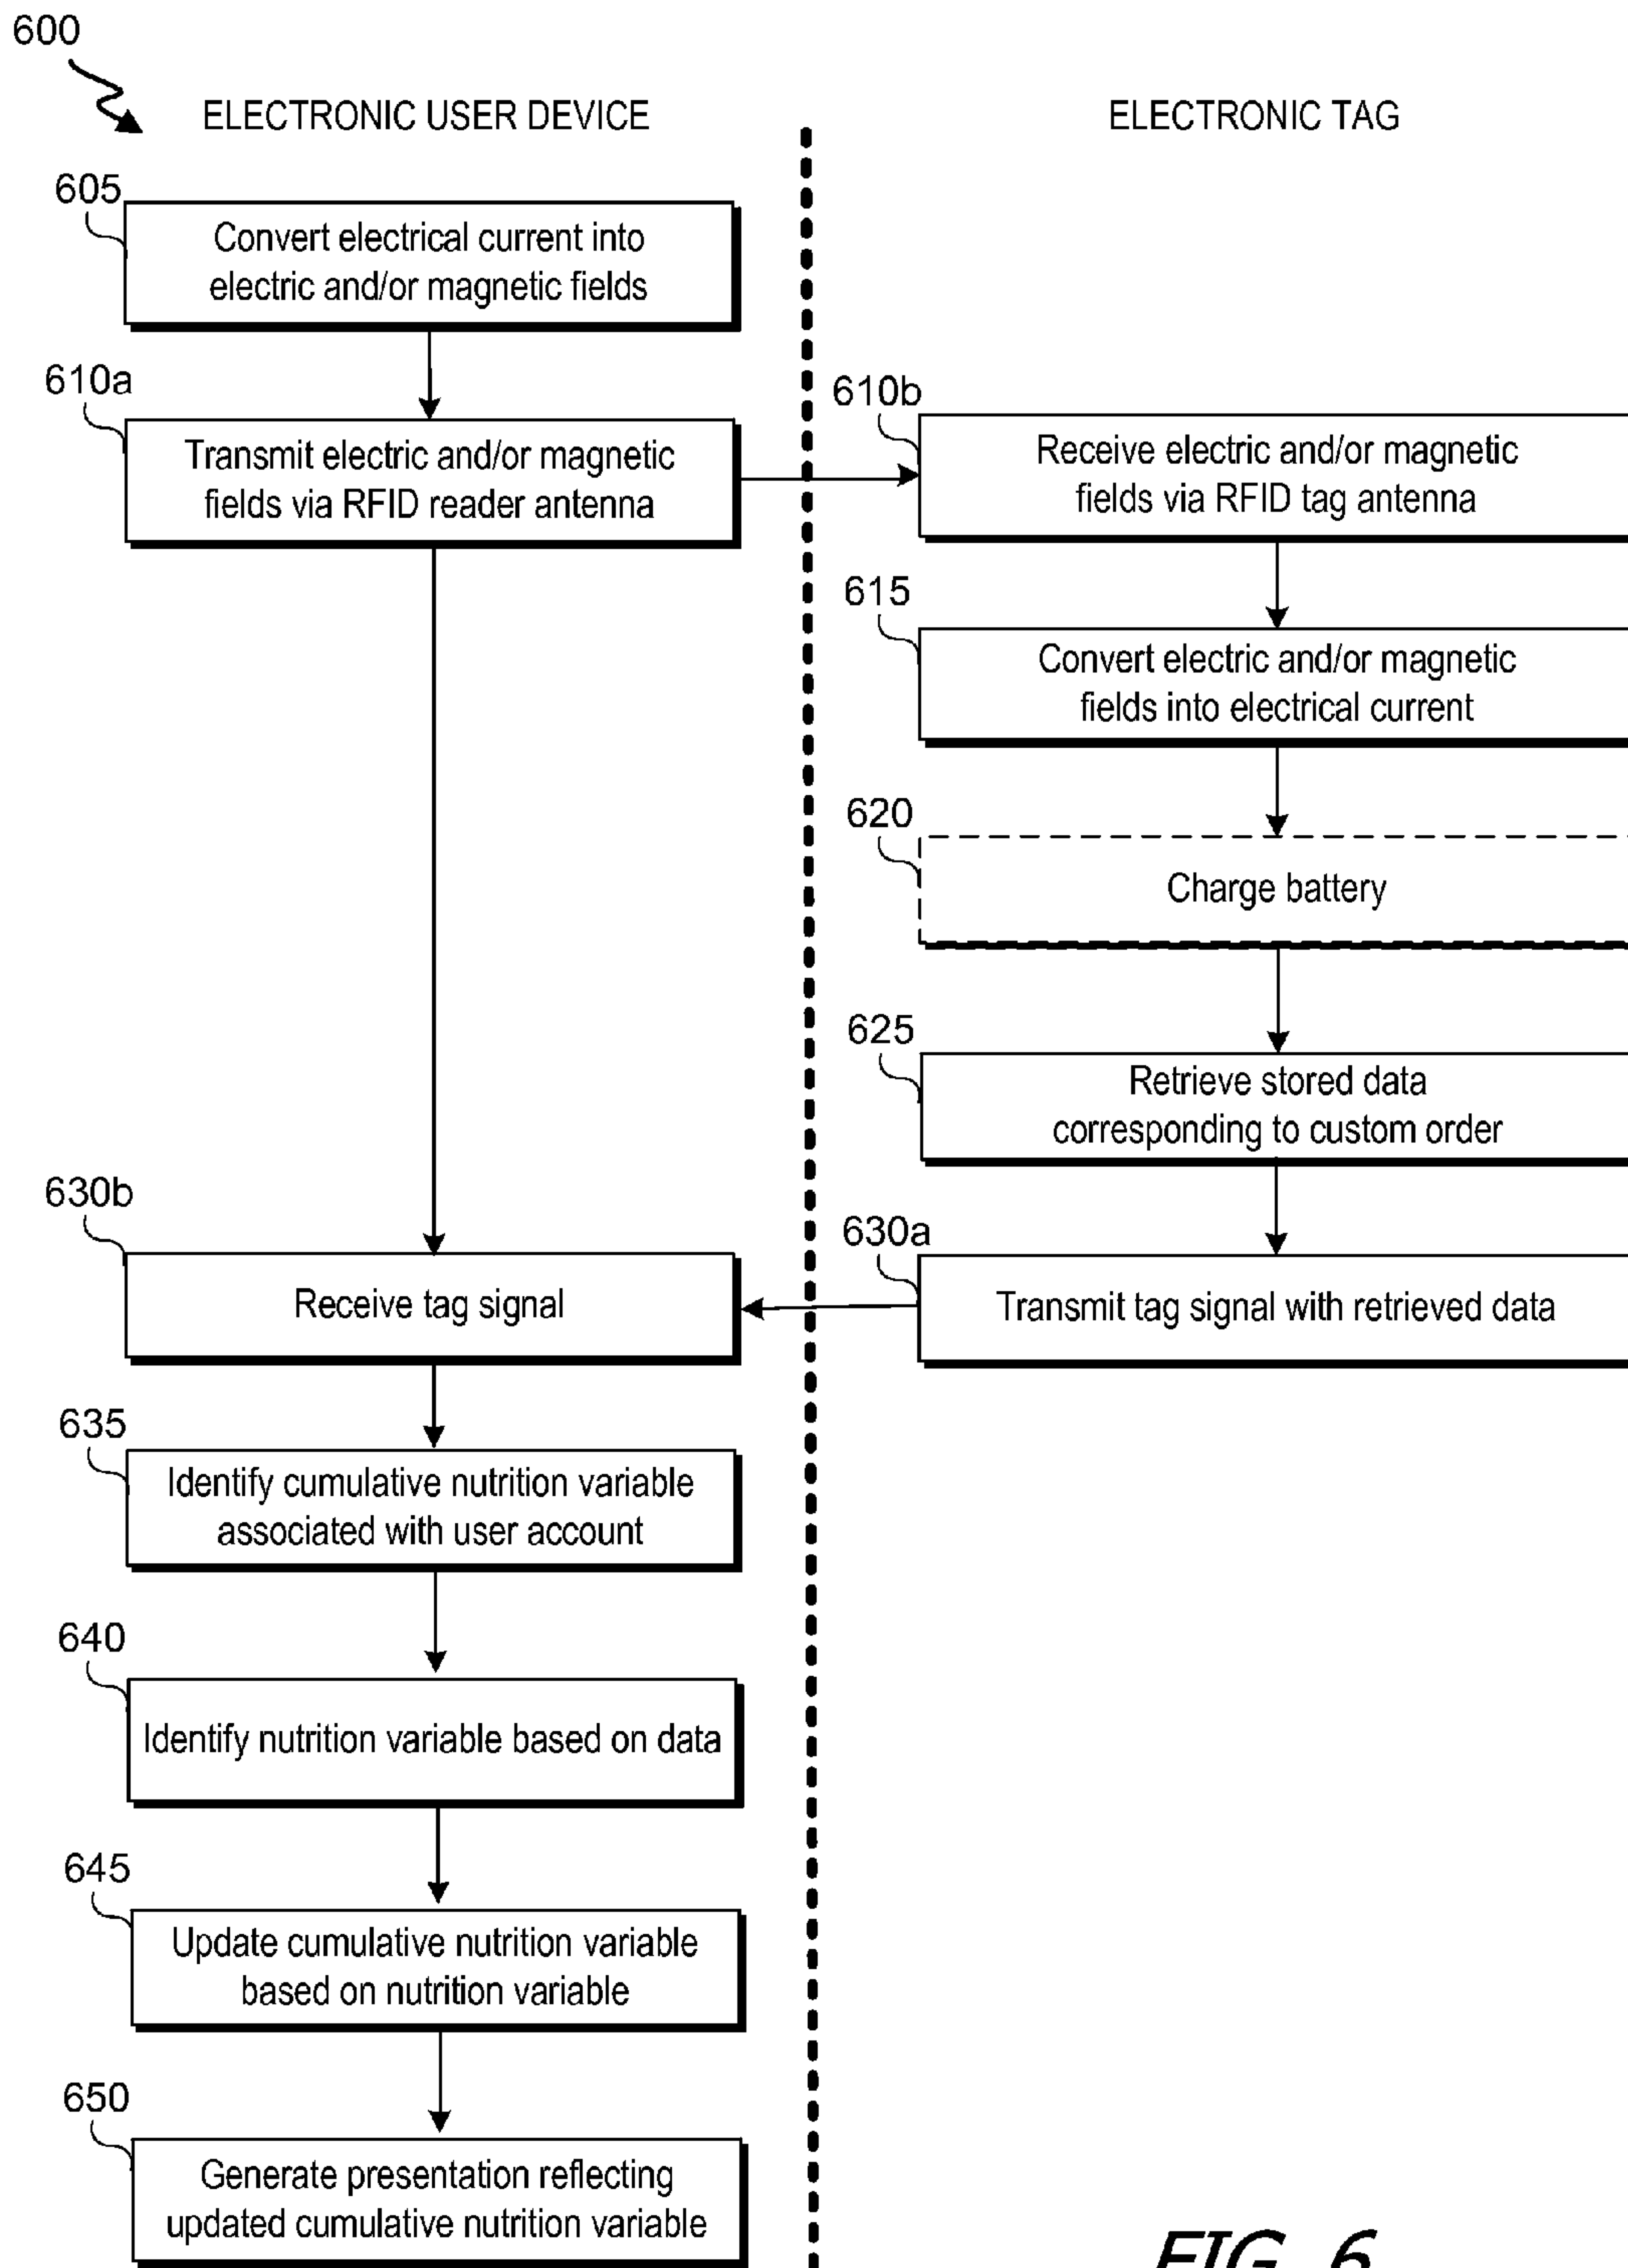 600
ELECTRONIC USER DEVICE
ELECTRONIC TAG
605
Convert electrical current into
electric and/or magnetic fields
610a
Transmit electric and/or magnetic
fields via RFID reader antenna
610b
Receive electric and/or magnetic
fields via RFID tag antenna
615
Convert electric and/or magnetic
fields into electrical current
620
Charge battery
625
Retrieve stored data
corresponding to custom order
630a
Transmit tag signal with retrieved data
630b
Receive tag signal
635
Identify cumulative nutrition variable
associated with user account
640
Identify nutrition variable based on data
645
Update cumulative nutrition variable
based on nutrition variable
650
Generate presentation reflecting
updated cumulative nutrition variable
FIG. 6